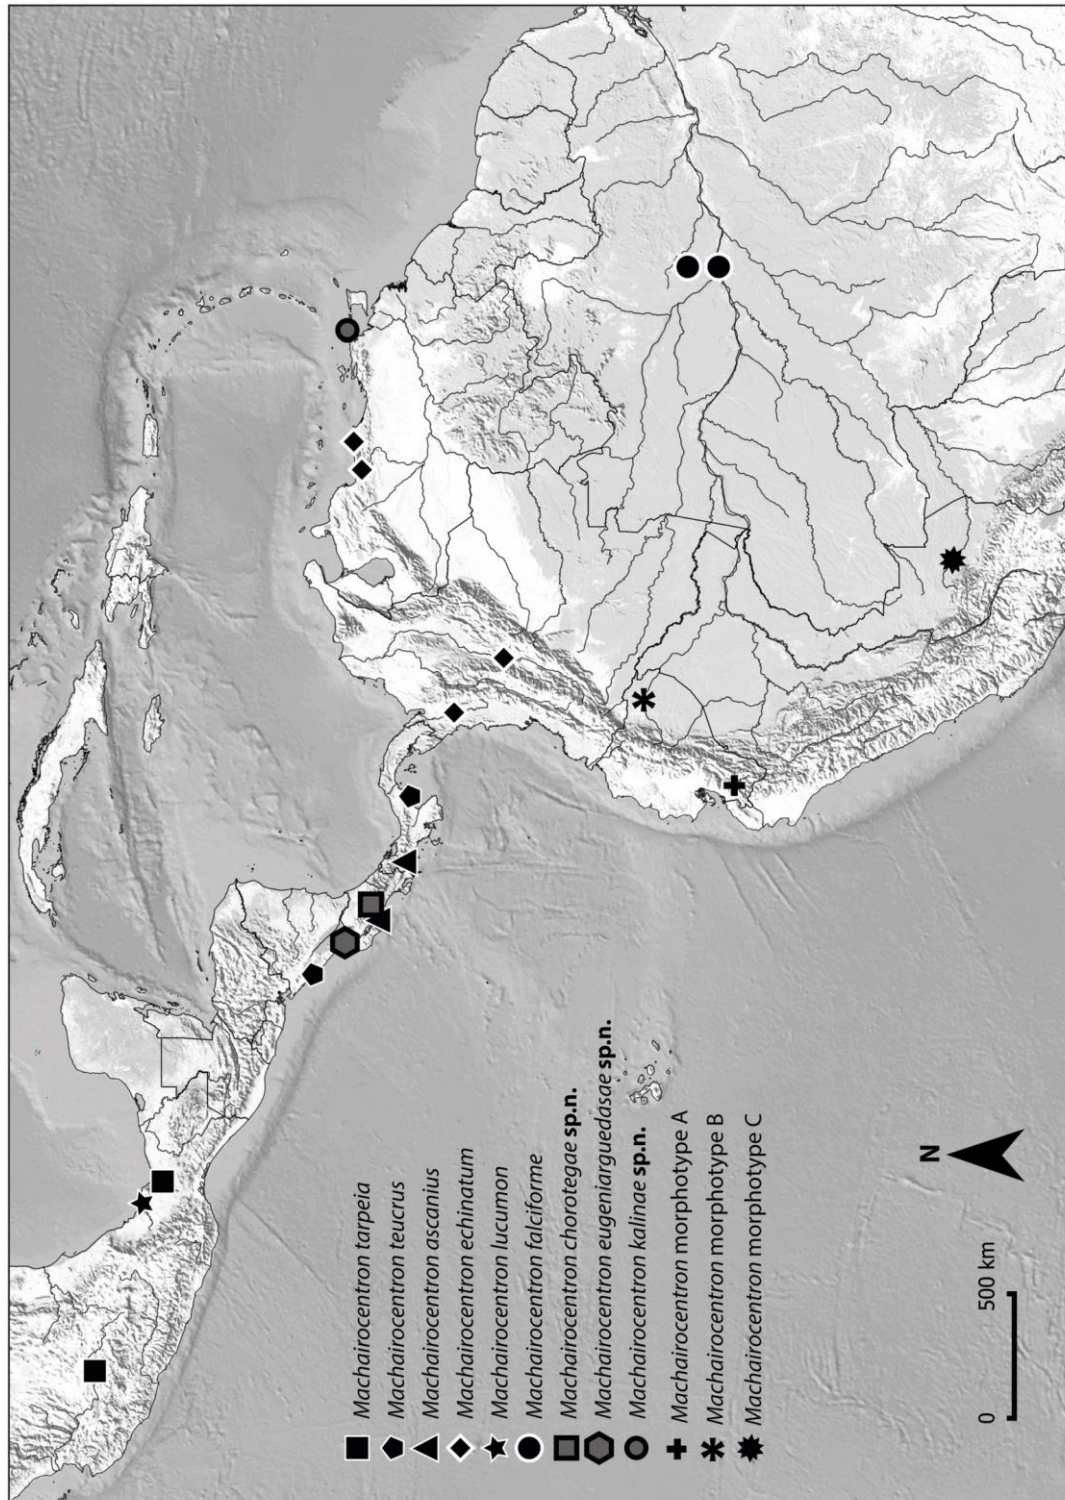 Machairocentron tarpeia
Machairocentron teucrus
Machairocentron ascanius
Machairocentron echinatum
Machairocentron lucumon
Machairocentron falciforme
Machairocentron chorotegae sp.n.
Machairocentron eugeniarguedasae sp.n.
Machairocentron kalinae sp.n.
Machairocentron morphotype A
Machairocentron morphotype B
Machairocentron morphotype C
N
0 500 km